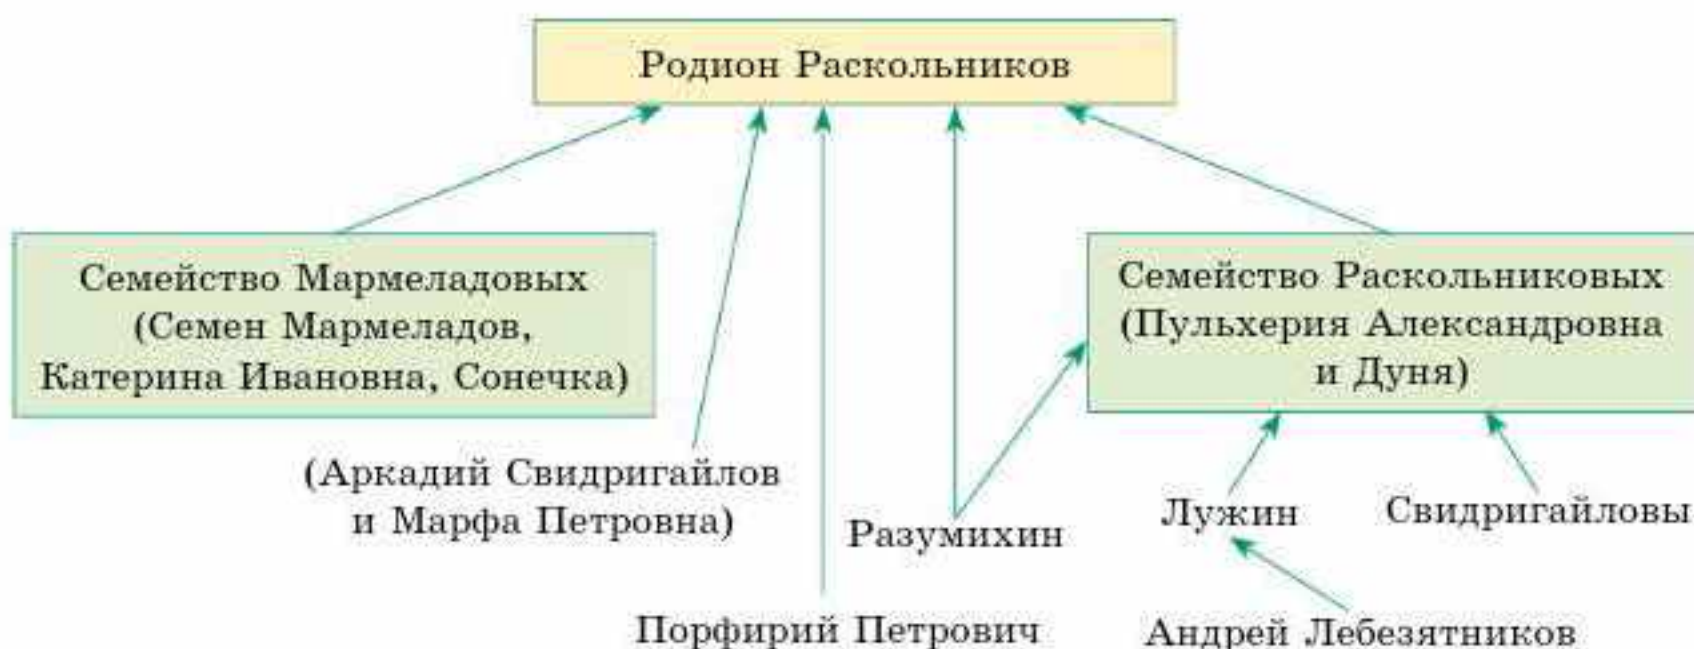 Родион Раскольников
Семейство Мармеладовых
(Семен Мармеладов,
Катерина Ивановна, Сонечка)
Семейство Раскольниковых
(Пульхерия Александровна
и Дуня)
(Аркадий Свидригайлов
и Марфа Петровна)
Разумихин
Лужин
Свидригайловы
Порфирий Петрович
Андрей Лебезятников